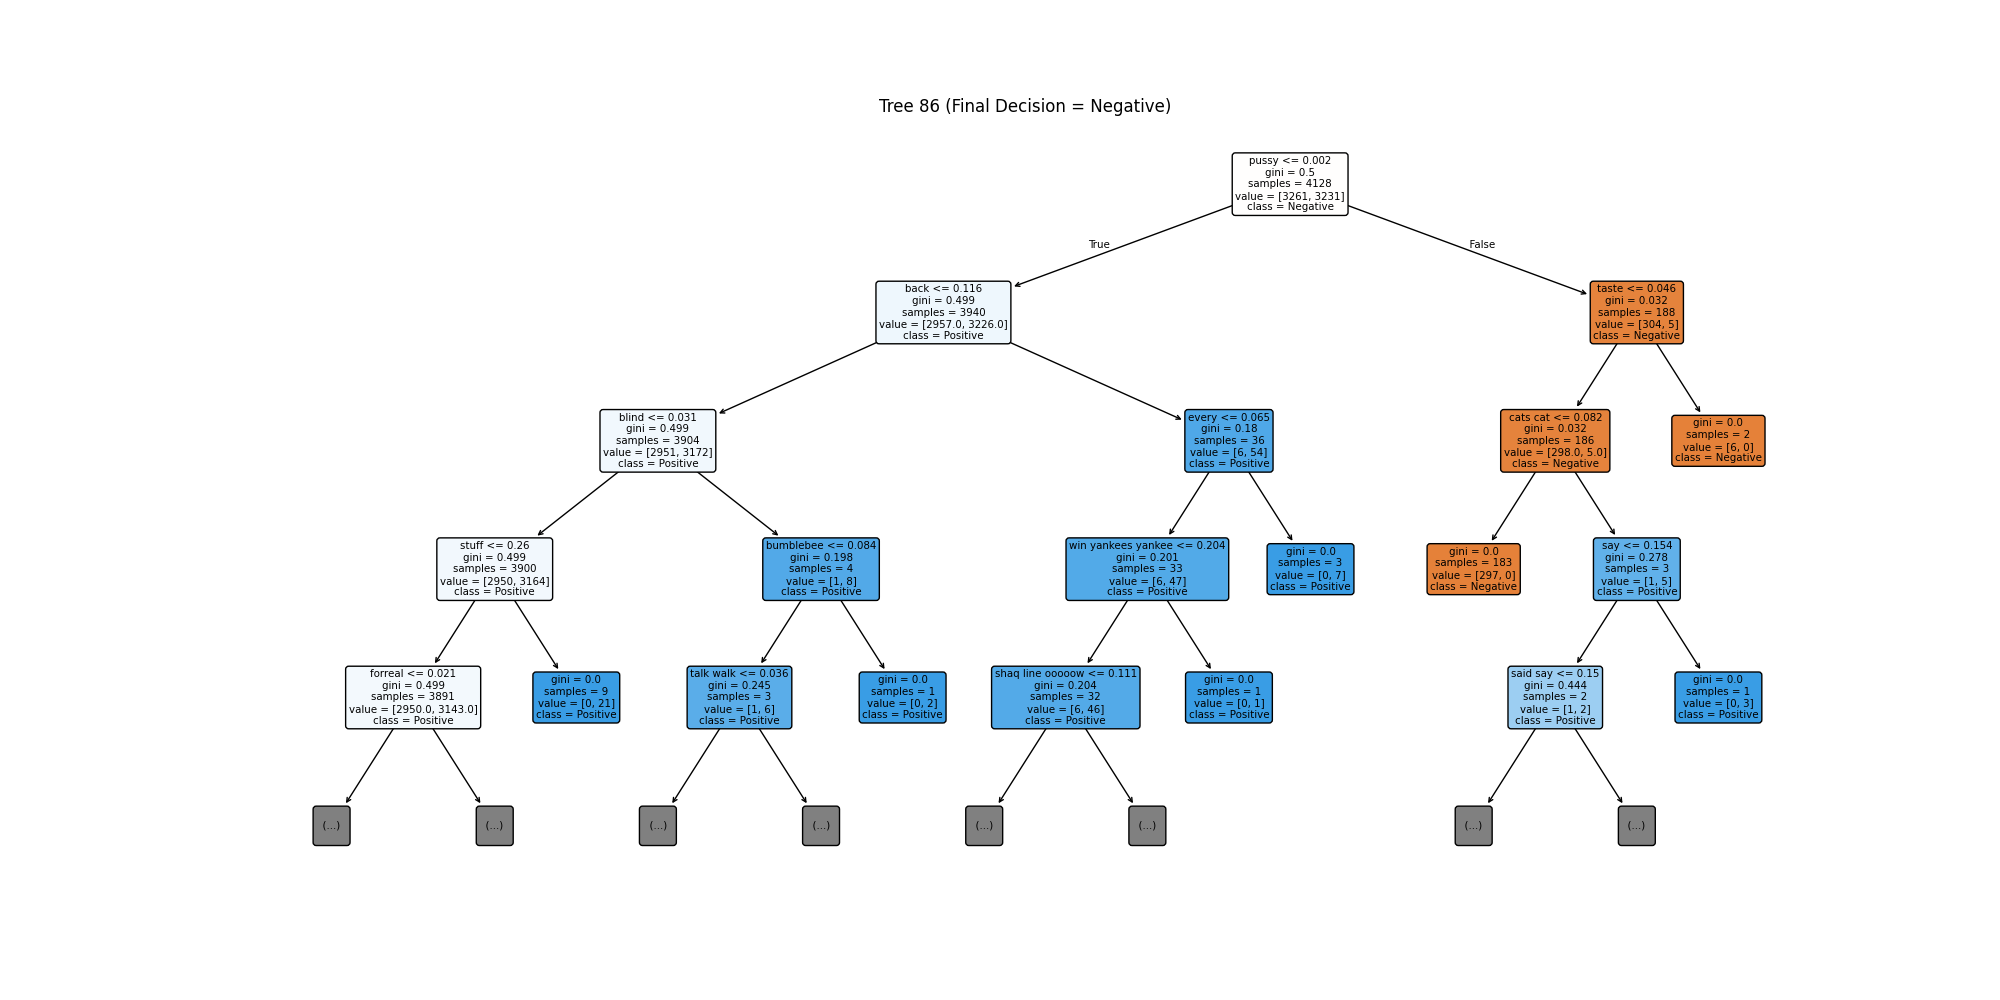 Tree 86 (Final Decision = Negative)
pussy <= 0.002
gini = 0.5
samples = 4128
value = [3261, 3231]
class = Negative
True
False
back <= 0.116
gini = 0.499
samples = 3940
value = [2957.0, 3226.0]
class = Positive
taste <= 0.046
gini = 0.032
samples = 188
value = [304, 5]
class = Negative
blind <= 0.031
gini = 0.499
samples = 3904
value = [2951, 3172]
class = Positive
every <= 0.065
gini = 0.18
samples = 36
value = [6, 54]
class = Positive
cats cat <= 0.082
gini = 0.032
samples = 186
value = [298.0, 5.0]
class = Negative
gini = 0.0
samples = 2
value = [6, 0]
class = Negative
stuff <= 0.26
gini = 0.499
samples = 3900
value = [2950, 3164]
class = Positive
bumblebee <= 0.084
gini = 0.198
samples = 4
value = [1, 8]
class = Positive
win yankees yankee <= 0.204
gini = 0.201
samples = 33
value = [6, 47]
class = Positive
gini = 0.0
samples = 3
value = [0, 7]
class = Positive
gini = 0.0
samples = 183
value = [297, 0]
class = Negative
say <= 0.154
gini = 0.278
samples = 3
value = [1, 5]
class = Positive
forreal <= 0.021
gini = 0.499
samples = 3891
value = [2950.0, 3143.0]
class = Positive
gini = 0.0
samples = 9
value = [0, 21]
class = Positive
talk walk <= 0.036
gini = 0.245
samples = 3
value = [1, 6]
class = Positive
gini = 0.0
samples = 1
value = [0, 2]
class = Positive
shaq line ooooow <= 0.111
gini = 0.204
samples = 32
value = [6, 46]
class = Positive
gini = 0.0
samples = 1
value = [0, 1]
class = Positive
said say <= 0.15
gini = 0.444
samples = 2
value = [1, 2]
class = Positive
gini = 0.0
samples = 1
value = [0, 3]
class = Positive
(...)
(...)
(...)
(...)
(...)
(...)
(...)
(...)